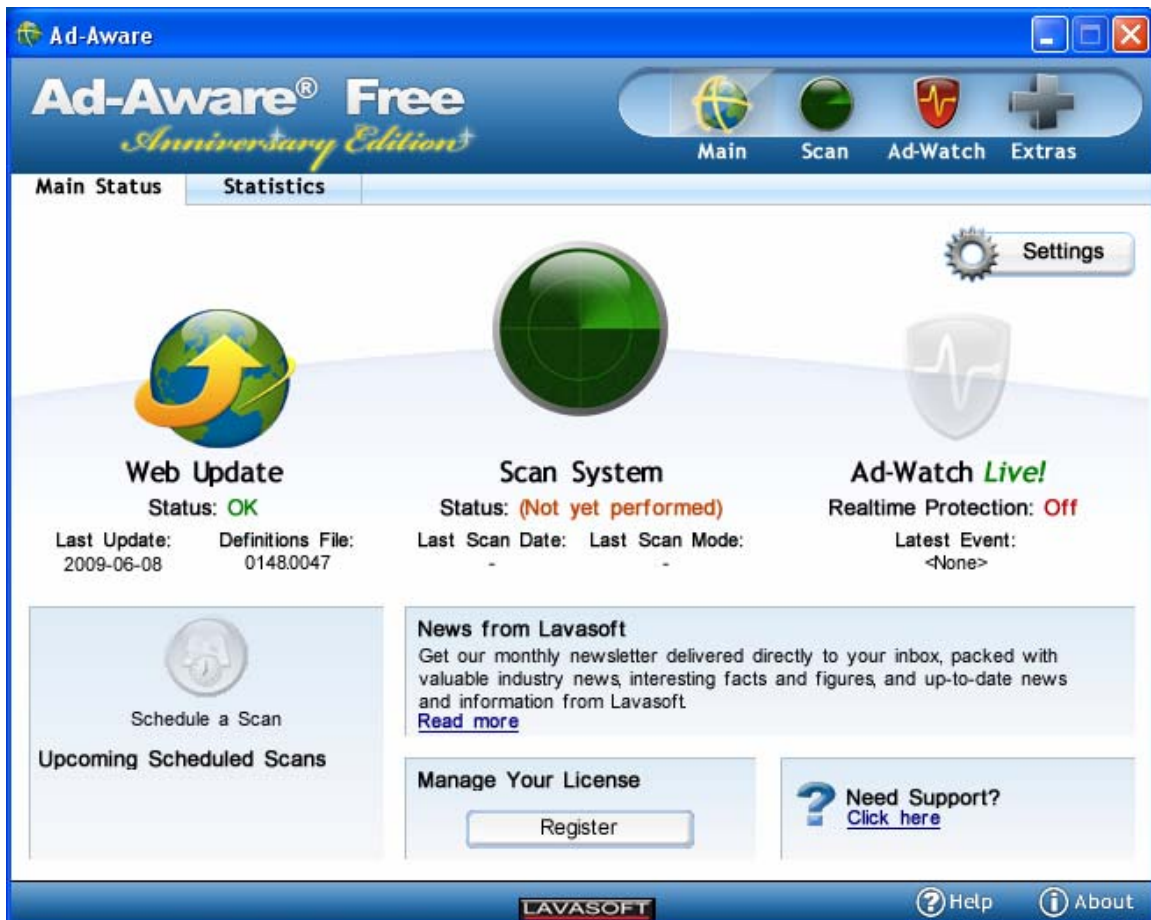 Ad-Aware
Ad-Aware® Free
Anniversary Edition
Main Scan Ad-Watch Extras
Main Status Statistics
Settings
Web Update
Status: OK
Last Update: Definitions File:
2009-06-08 0148.0047
Scan System
Status: (Not yet performed)
Last Scan Date: Last Scan Mode:
- -
Ad-Watch Live!
Realtime Protection: Off
Latest Event:
<None>
Schedule a Scan
Upcoming Scheduled Scans
News from Lavasoft
Get our monthly newsletter delivered directly to your inbox, packed with
valuable industry news, interesting facts and figures, and up-to-date news
and information from Lavasoft.
Read more
Manage Your License
Register
Need Support?
Click here
LAVASOFT
Help About